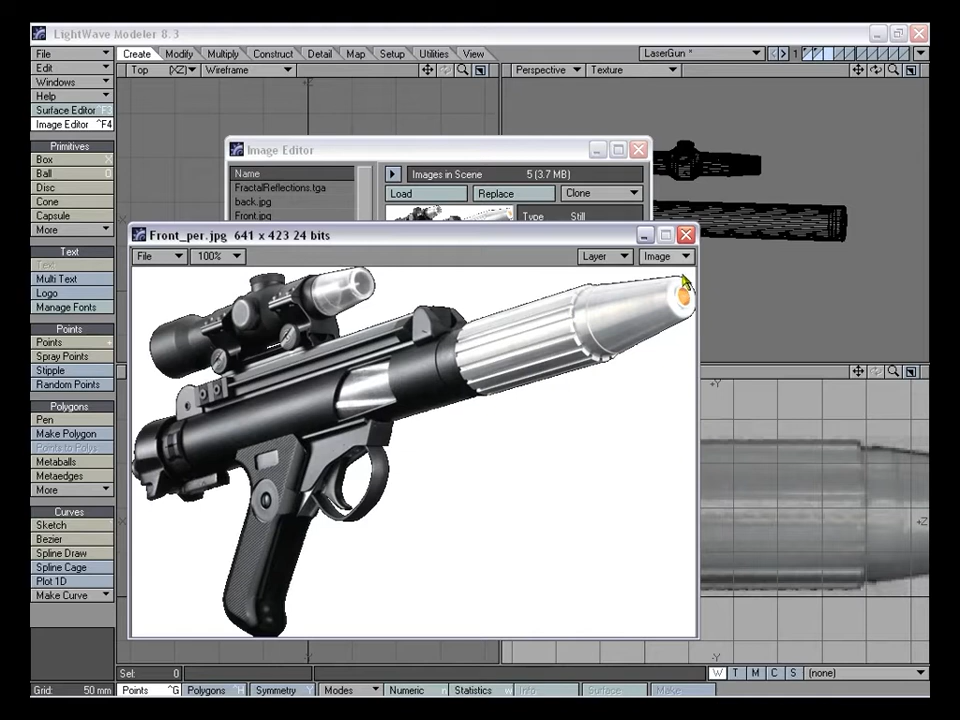 LightWave Modeler 8.3
File
Edit
Windows
Help
Surface Editor ^F3
Image Editor ^F4
Primitives
Box X
Ball O
Disc
Cone
Capsule
More
Text
Text
Multi Text
Logo
Manage Fonts
Points
Points +
Spray Points
Stipple
Random Points
Polygons
Pen
Make Polygon
Points to Polys
Metaballs
Metaedges
More
Curves
Sketch
Bezier
Spline Draw
Spline Cage
Plot 1D
Make Curve
Create Modify Multiply Construct Detail Map Setup Utilities View
LaserGun * 1
Top (XZ) Wireframe
Perspective Texture
Image Editor
Name
FractalReflections.tga
back.jpg
Front.jpg
Images in Scene 5 (3.7 MB)
Load Replace Clone
Type Still
Front_per.jpg 641 x 423 24 bits
File 100% Layer Image
+Y
+Z
-Y
Sel: 0
W T M C S (none)
Grid: 50 mm Points ^G Polygons ^H Symmetry Y Modes Numeric n Statistics w Info i Surface q Make